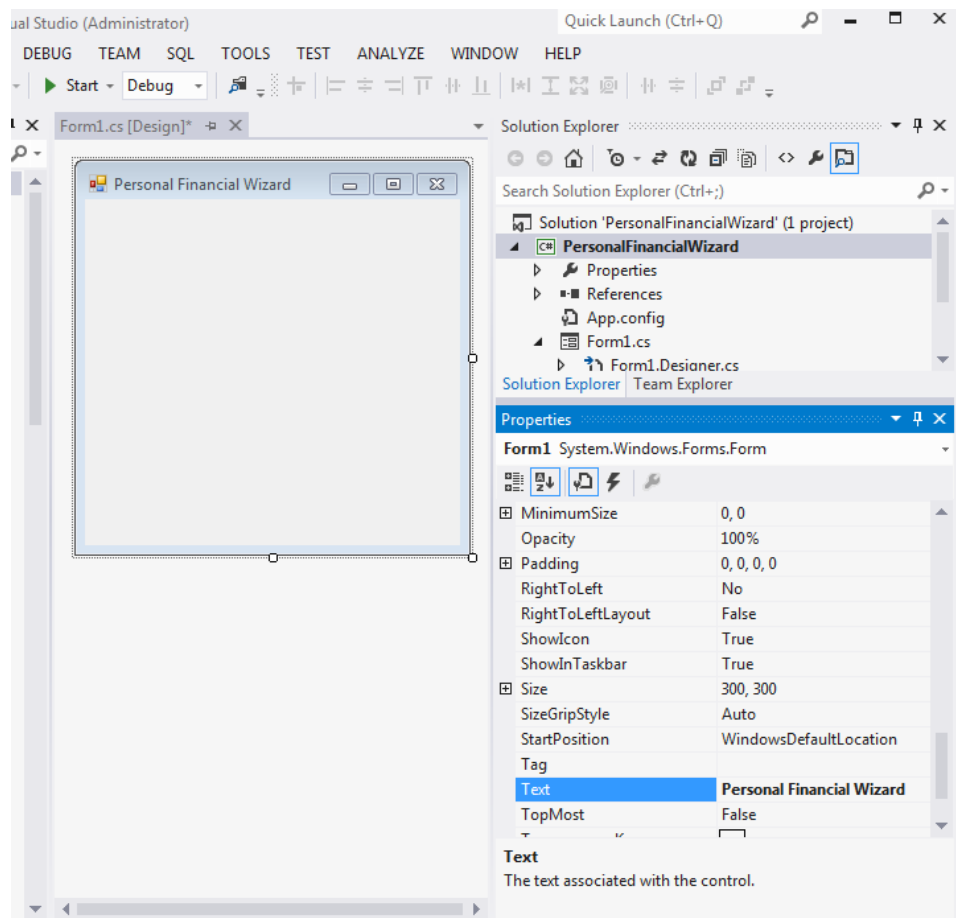 ual Studio (Administrator)
Quick Launch (Ctrl+Q)
DEBUG TEAM SQL TOOLS TEST ANALYZE WINDOW HELP
Start Debug
Form1.cs [Design]*
Personal Financial Wizard
Solution Explorer
Search Solution Explorer (Ctrl+;)
Solution 'PersonalFinancialWizard' (1 project)
C# PersonalFinancialWizard
Properties
References
App.config
Form1.cs
Form1.Designer.cs
Solution Explorer Team Explorer
Properties
Form1 System.Windows.Forms.Form
MinimumSize 0, 0
Opacity 100%
Padding 0, 0, 0, 0
RightToLeft No
RightToLeftLayout False
ShowIcon True
ShowInTaskbar True
Size 300, 300
SizeGripStyle Auto
StartPosition WindowsDefaultLocation
Tag
Text Personal Financial Wizard
TopMost False
Text
The text associated with the control.